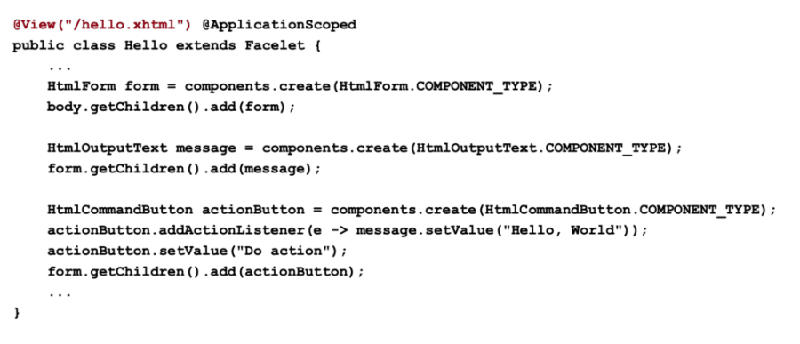 @View("/hello.xhtml") @ApplicationScoped
public class Hello extends Facelet {
...
HtmlForm form = components.create(HtmlForm.COMPONENT_TYPE);
body.getChildren().add(form);
HtmlOutputText message = components.create(HtmlOutputText.COMPONENT_TYPE);
form.getChildren().add(message);
HtmlCommandButton actionButton = components.create(HtmlCommandButton.COMPONENT_TYPE);
actionButton.addActionListener(e -> message.setValue("Hello, World"));
actionButton.setValue("Do action");
form.getChildren().add(actionButton);
...
}